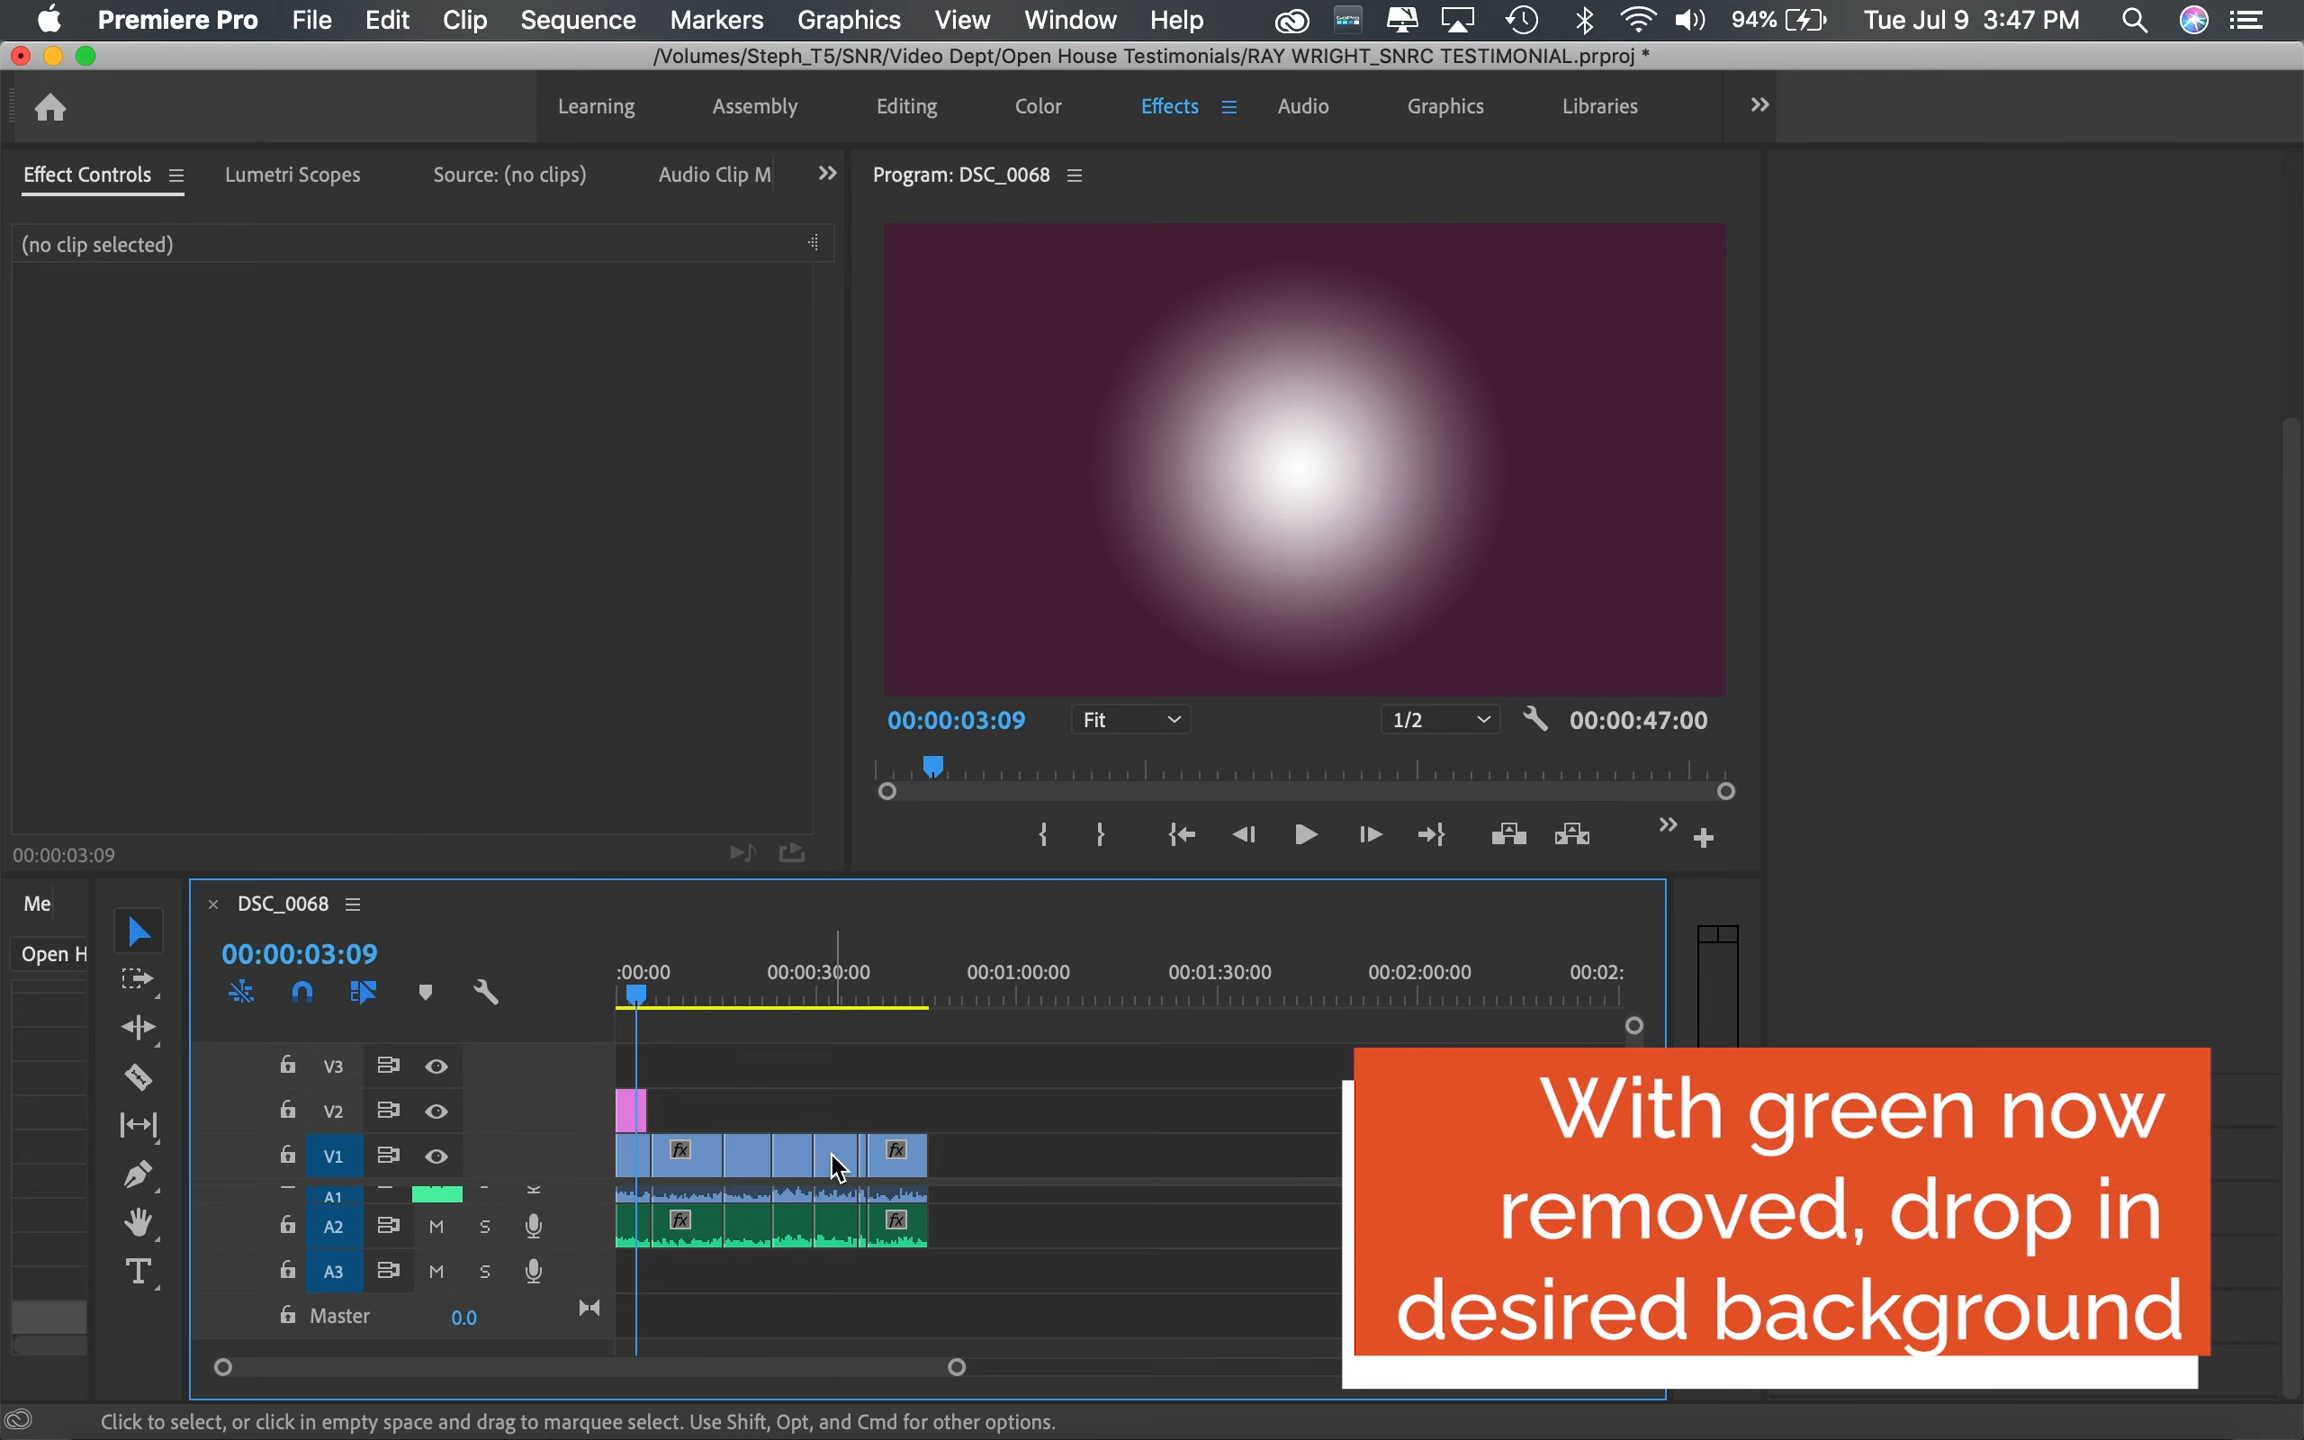 Premiere Pro File Edit Clip Sequence Markers Graphics View Window Help 94% Tue Jul 9 3:47 PM
/Volumes/Steph_T5/SNR/Video Dept/Open House Testimonials/RAY WRIGHT_SNRC TESTIMONIAL.prproj *
Learning Assembly Editing Color Effects Audio Graphics Libraries
Effect Controls Lumetri Scopes Source: (no clips) Audio Clip M Program: DSC_0068
(no clip selected)
00:00:03:09 Fit 1/2 00:00:47:00
00:00:03:09
Me DSC_0068
Open H 00:00:03:09
:00:00 00:00:30:00 00:01:00:00 00:01:30:00 00:02:00:00 00:02:
V3
V2
V1 fx fx
A1
A2 M S fx fx
A3 M S
Master 0.0
With green now
removed, drop in
desired background
Click to select, or click in empty space and drag to marquee select. Use Shift, Opt, and Cmd for other options.